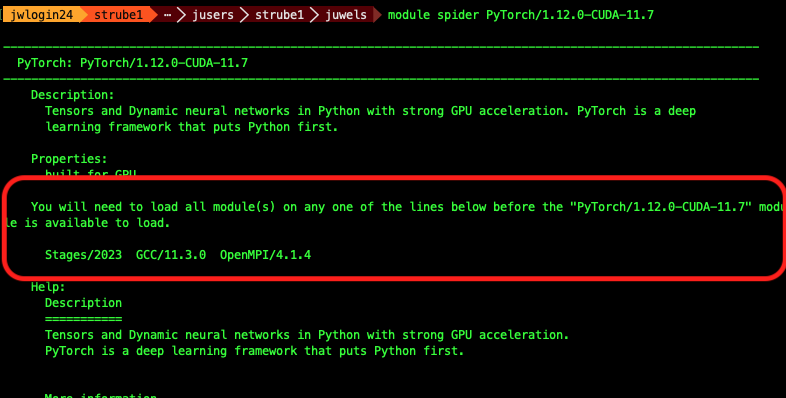 jwlogin24 strube1 ⋯ jusers strube1 juwels module spider PyTorch/1.12.0-CUDA-11.7
PyTorch: PyTorch/1.12.0-CUDA-11.7
Description:
Tensors and Dynamic neural networks in Python with strong GPU acceleration. PyTorch is a deep
learning framework that puts Python first.
Properties:
built for GPU
You will need to load all module(s) on any one of the lines below before the "PyTorch/1.12.0-CUDA-11.7" modu
le is available to load.
Stages/2023  GCC/11.3.0  OpenMPI/4.1.4
Help:
Description
===========
Tensors and Dynamic neural networks in Python with strong GPU acceleration.
PyTorch is a deep learning framework that puts Python first.
More information